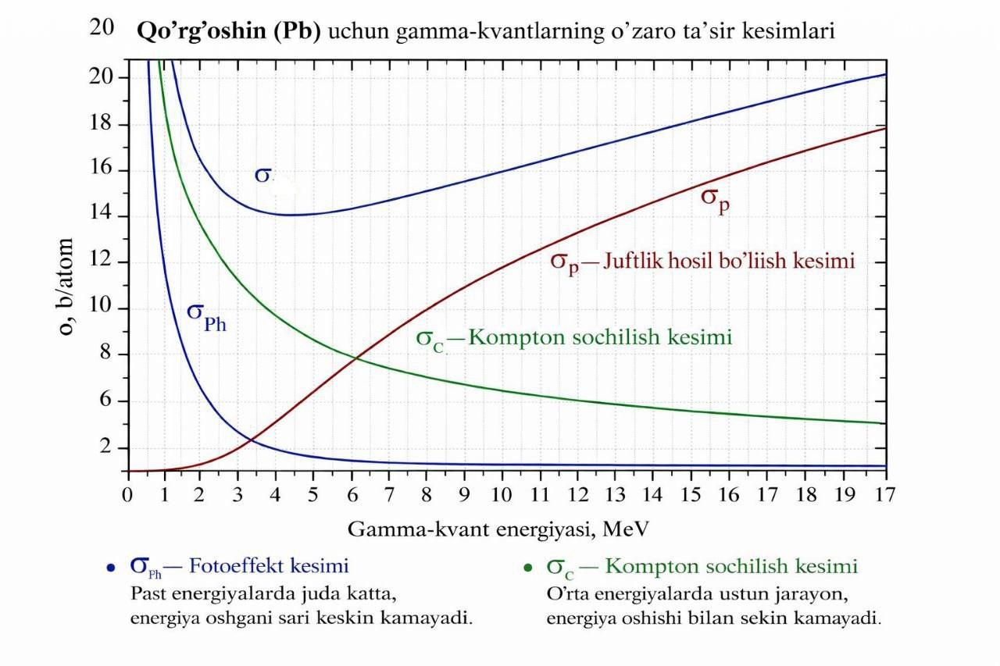 20 Qo’rg’oshin (Pb) uchun gamma-kvantlarning o’zaro ta’sir kesimlari
20
18
16
14
12
10
8
6
4
2
o, b/atom
σ
σp
σp—Juftlik hosil bo’liish kesimi
σPh
σC—Kompton sochilish kesimi
0 1 2 3 4 5 6 7 8 9 10 11 12 13 14 15 16 17 18 19 17
Gamma-kvant energiyasi, MeV
• σPh— Fotoeffekt kesimi
Past energiyalarda juda katta,
energiya oshgani sari keskin kamayadi.
• σC — Kompton sochilish kesimi
O’rta energiyalarda ustun jarayon,
energiya oshishi bilan sekin kamayadi.